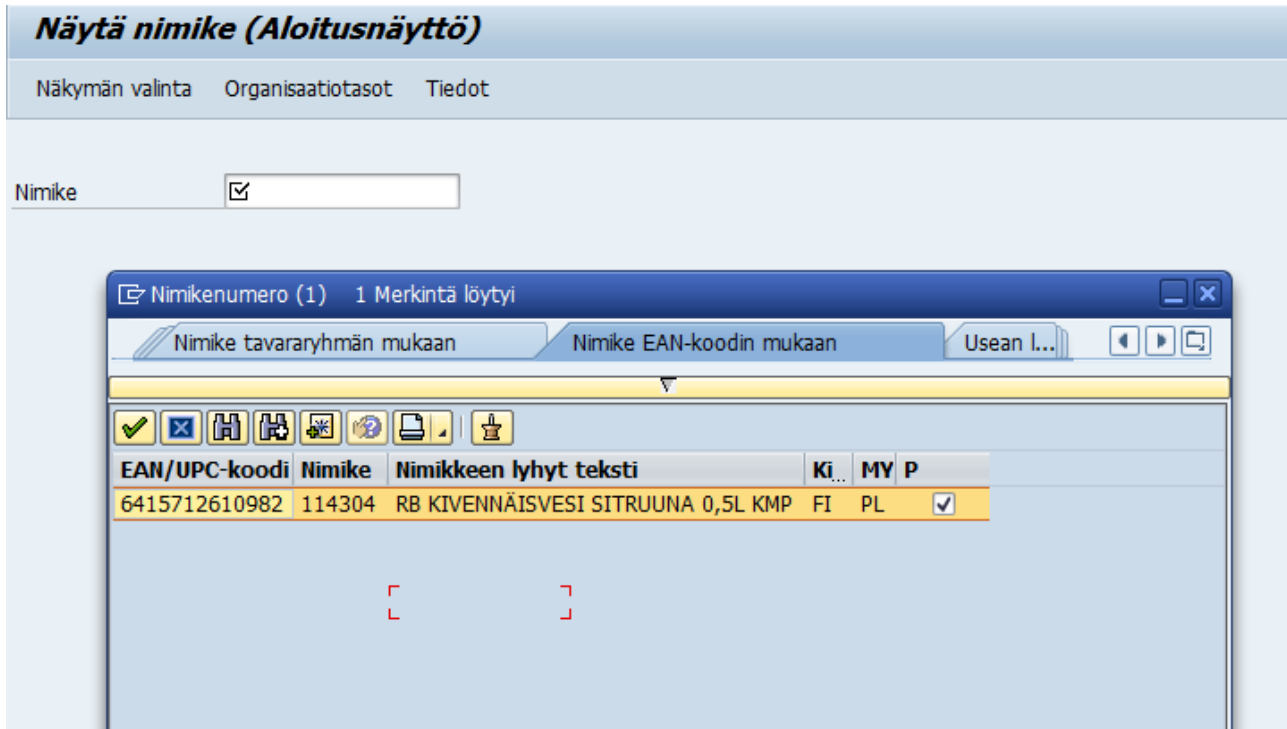 Näytä nimike (Aloitusnäyttö)
Näkymän valinta Organisaatiotasot Tiedot
Nimike
Nimikenumero (1) 1 Merkintä löytyi
Nimike tavararyhmän mukaan Nimike EAN-koodin mukaan Usean l...
EAN/UPC-koodi Nimike Nimikkeen lyhyt teksti Ki... MY P
6415712610982 114304 RB KIVENNÄISVESI SITRUUNA 0,5L KMP FI PL